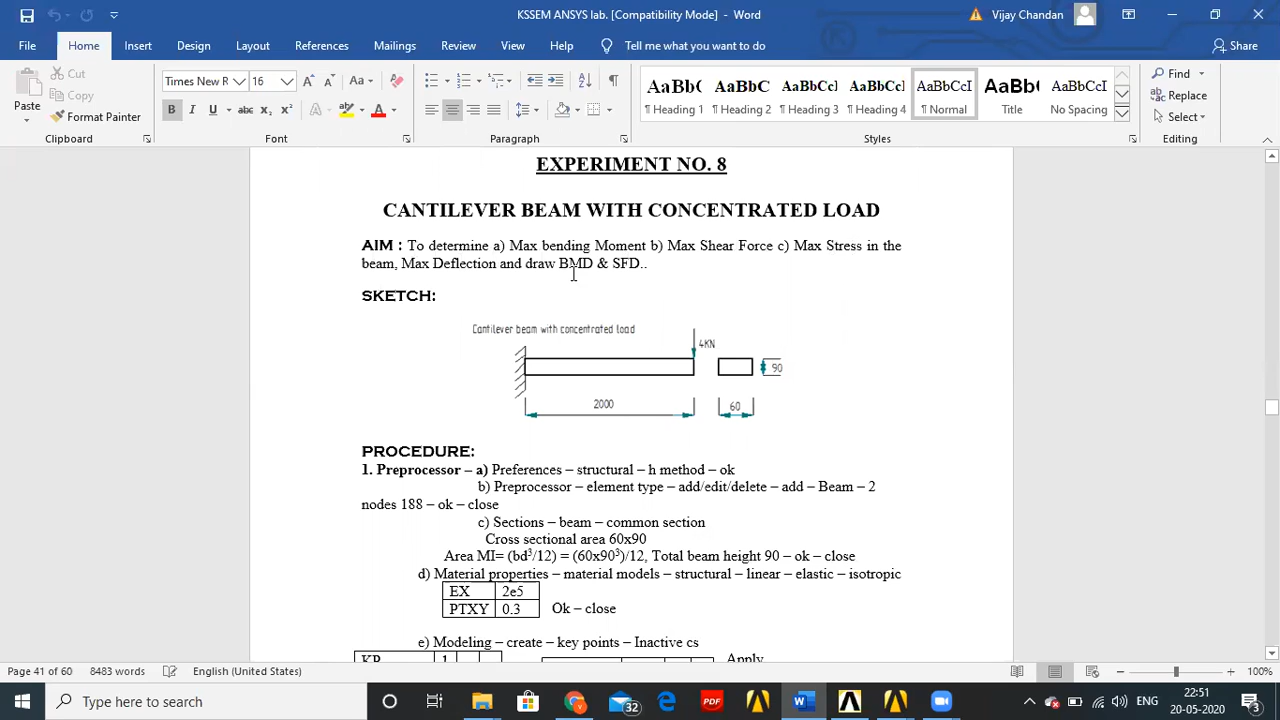 KSSEM ANSYS lab. [Compatibility Mode] - Word
Vijay Chandan
File Home Insert Design Layout References Mailings Review View Help Tell me what you want to do Share
Paste
Cut
Copy
Format Painter
Clipboard
Times New R 16
Aa
B I U abc x2 x2 A A
Font
Paragraph
AaBbCc AaBbC AaBbCc AaBbCcI AaBbCcI AaBbC AaBbCcI
¶ Heading 1 ¶ Heading 2 ¶ Heading 3 ¶ Heading 4 ¶ Normal Title ¶ No Spacing
Styles
Find
Replace
Select
Editing
EXPERIMENT NO. 8
CANTILEVER BEAM WITH CONCENTRATED LOAD
AIM : To determine a) Max bending Moment b) Max Shear Force c) Max Stress in the
beam, Max Deflection and draw BMD & SFD..
SKETCH:
Cantilever beam with concentrated load
4KN
90
2000
60
PROCEDURE:
1. Preprocessor – a) Preferences – structural – h method – ok
b) Preprocessor – element type – add/edit/delete – add – Beam – 2
nodes 188 – ok – close
c) Sections – beam – common section
Cross sectional area 60x90
Area MI= (bd³/12) = (60x90³)/12, Total beam height 90 – ok – close
d) Material properties – material models – structural – linear – elastic – isotropic
EX 2e5
PTXY 0.3 Ok – close
e) Modeling – create – key points – Inactive cs
KP 1
Apply
Page 41 of 60 8483 words English (United States) 100%
Type here to search
32
PDF
ENG
22:51
20-05-2020
3